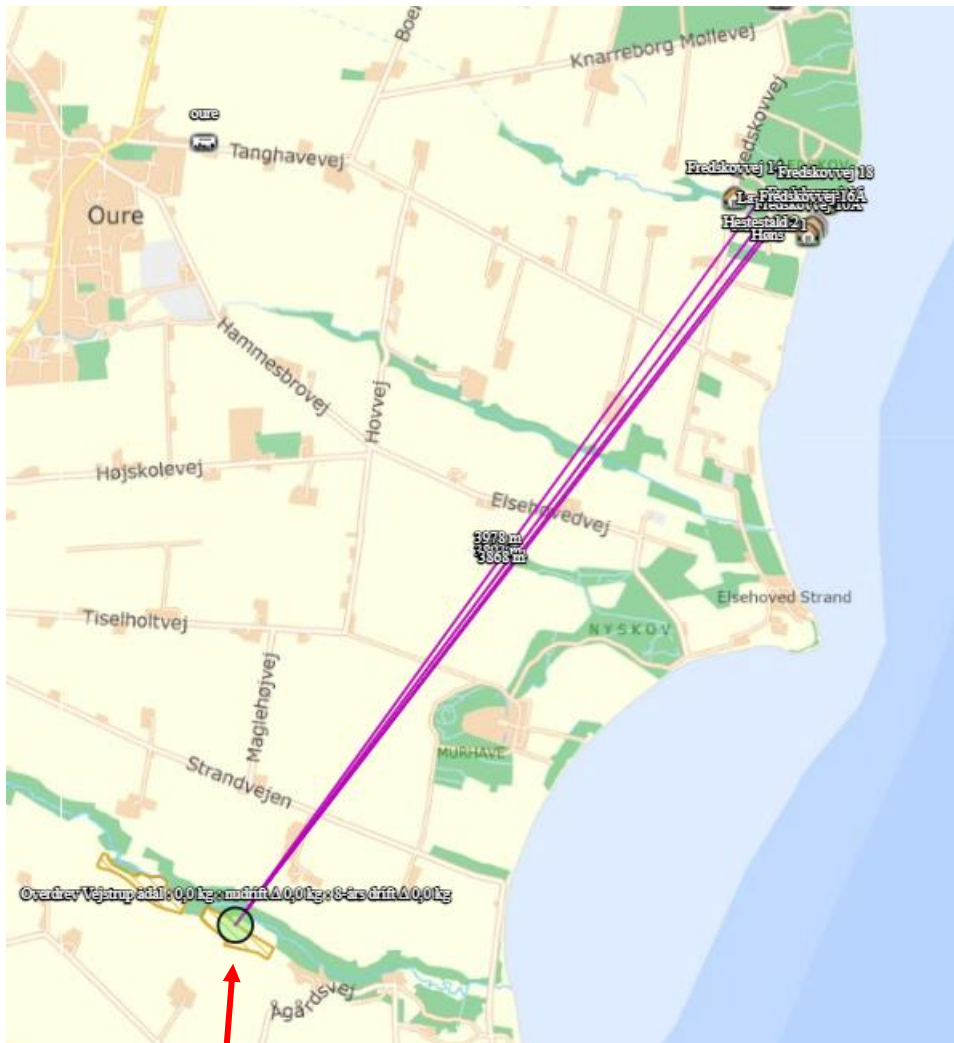 Boer
Knarreborg Møllevej
oure
Tanghavevej
Fredskovvej
Fredskovvej 18
Fredskovvej 16A
Oure
Hestestald 2
Høns
Hammesbrovej
Hovvej
Højskolevej
Elsehovedvej
3978 m
3868 m
Elsehoved Strand
Tiselholtvej
NYSKOV
Maglehøjvej
MURHAVE
Strandvejen
Overdrev Vejstrup ådal : 0,0 kg : nudrift Δ 0,0 kg : 8-års drift Δ 0,0 kg
Ågårdsvej